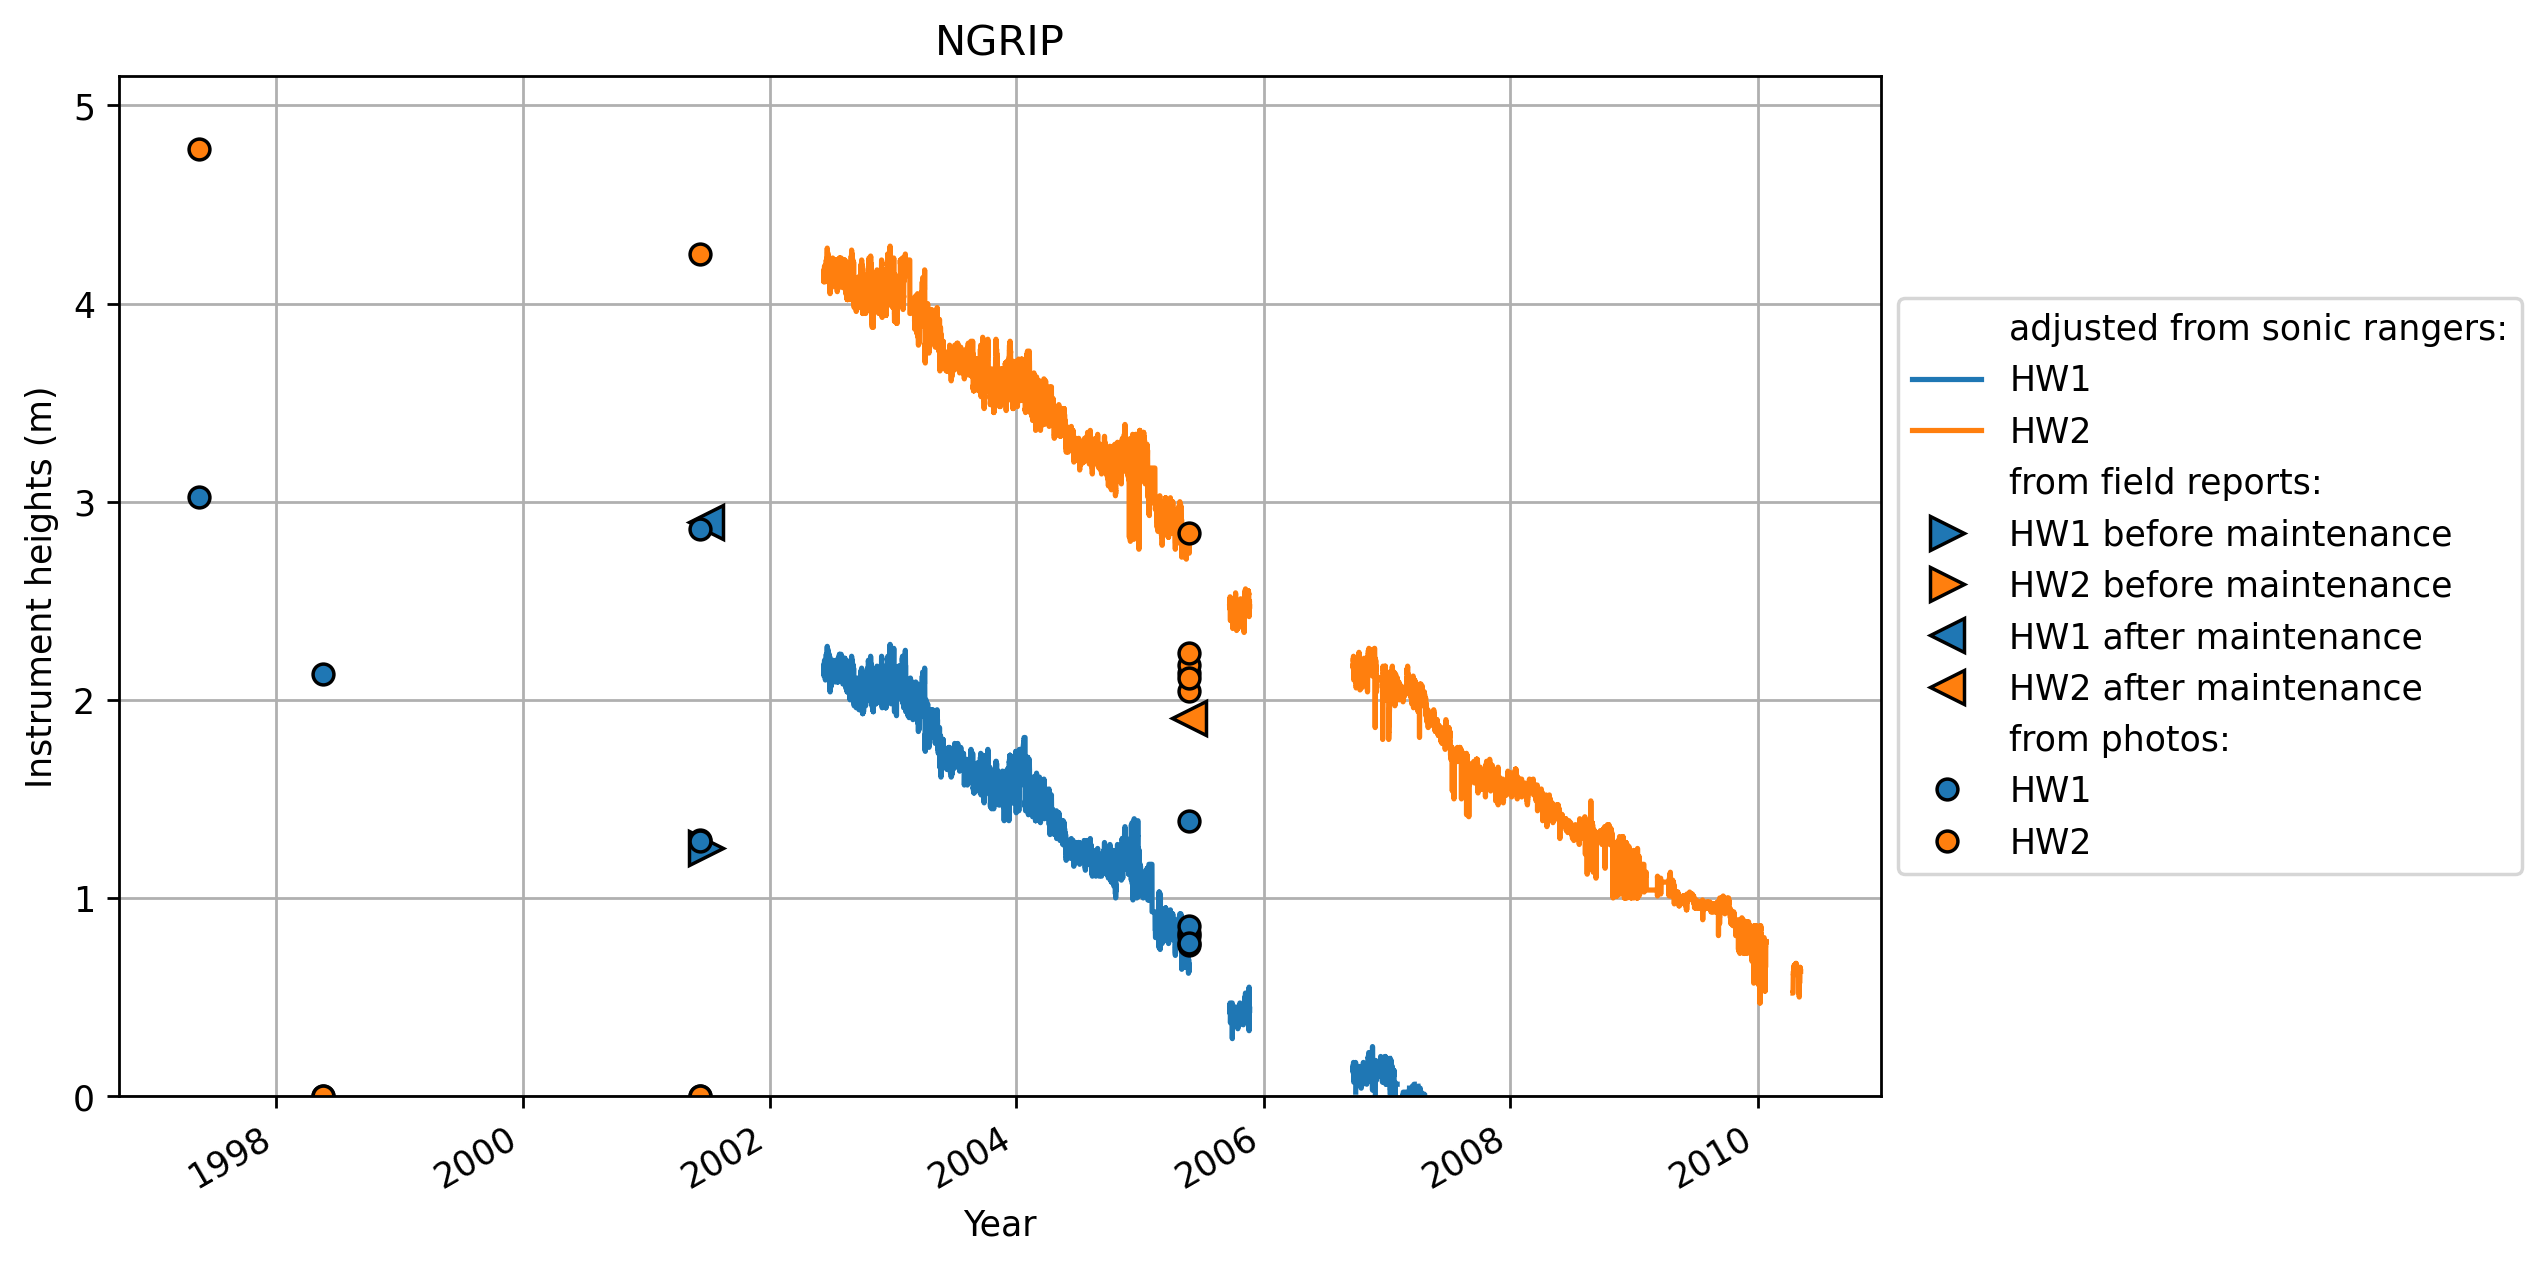 NGRIP
5
4
3
2
1
0
Instrument heights (m)
1998
2000
2002
2004
2006
2008
2010
Year
adjusted from sonic rangers:
HW1
HW2
from field reports:
HW1 before maintenance
HW2 before maintenance
HW1 after maintenance
HW2 after maintenance
from photos:
HW1
HW2